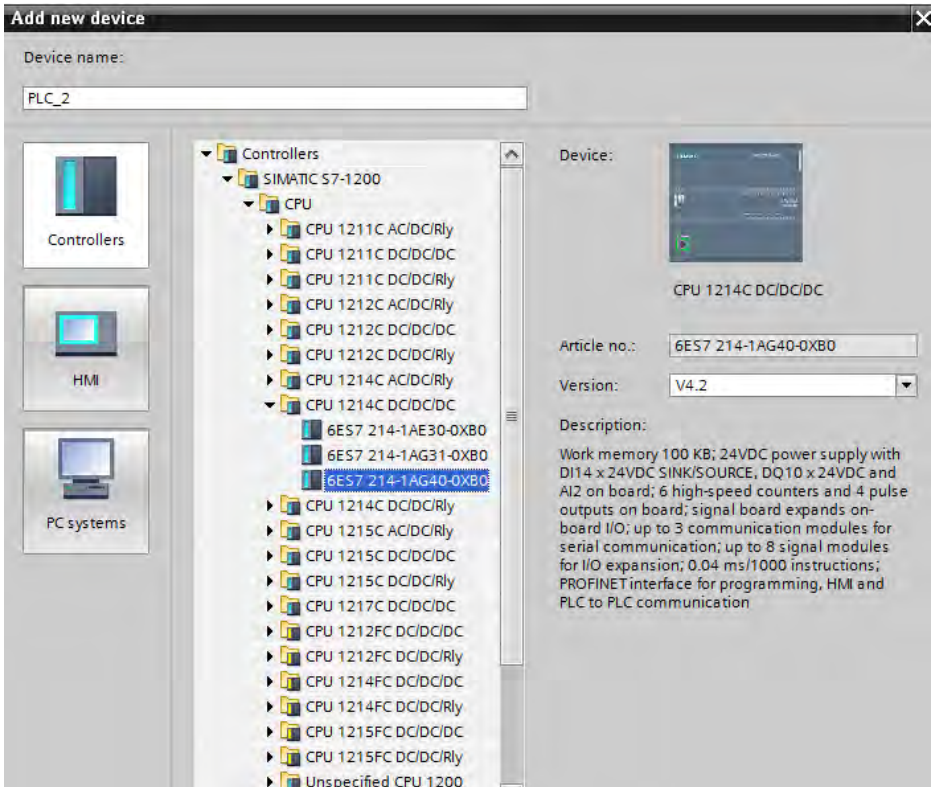 Add new device
Device name:
PLC_2
Controllers
HMI
PC systems
Controllers
SIMATIC S7-1200
CPU
CPU 1211C AC/DC/Rly
CPU 1211C DC/DC/DC
CPU 1211C DC/DC/Rly
CPU 1212C AC/DC/Rly
CPU 1212C DC/DC/DC
CPU 1212C DC/DC/Rly
CPU 1214C AC/DC/Rly
CPU 1214C DC/DC/DC
6ES7 214-1AE30-0XB0
6ES7 214-1AG31-0XB0
6ES7 214-1AG40-0XB0
CPU 1214C DC/DC/Rly
CPU 1215C AC/DC/Rly
CPU 1215C DC/DC/DC
CPU 1215C DC/DC/Rly
CPU 1217C DC/DC/DC
CPU 1212FC DC/DC/DC
CPU 1212FC DC/DC/Rly
CPU 1214FC DC/DC/DC
CPU 1214FC DC/DC/Rly
CPU 1215FC DC/DC/DC
CPU 1215FC DC/DC/Rly
Unspecified CPU 1200
Device:
CPU 1214C DC/DC/DC
Article no.: 6ES7 214-1AG40-0XB0
Version: V4.2
Description:
Work memory 100 KB; 24VDC power supply with
DI14 x 24VDC SINK/SOURCE, DQ10 x 24VDC and
AI2 on board; 6 high-speed counters and 4 pulse
outputs on board; signal board expands on-
board I/O; up to 3 communication modules for
serial communication; up to 8 signal modules
for I/O expansion; 0.04 ms/1000 instructions;
PROFINET interface for programming, HMI and
PLC to PLC communication